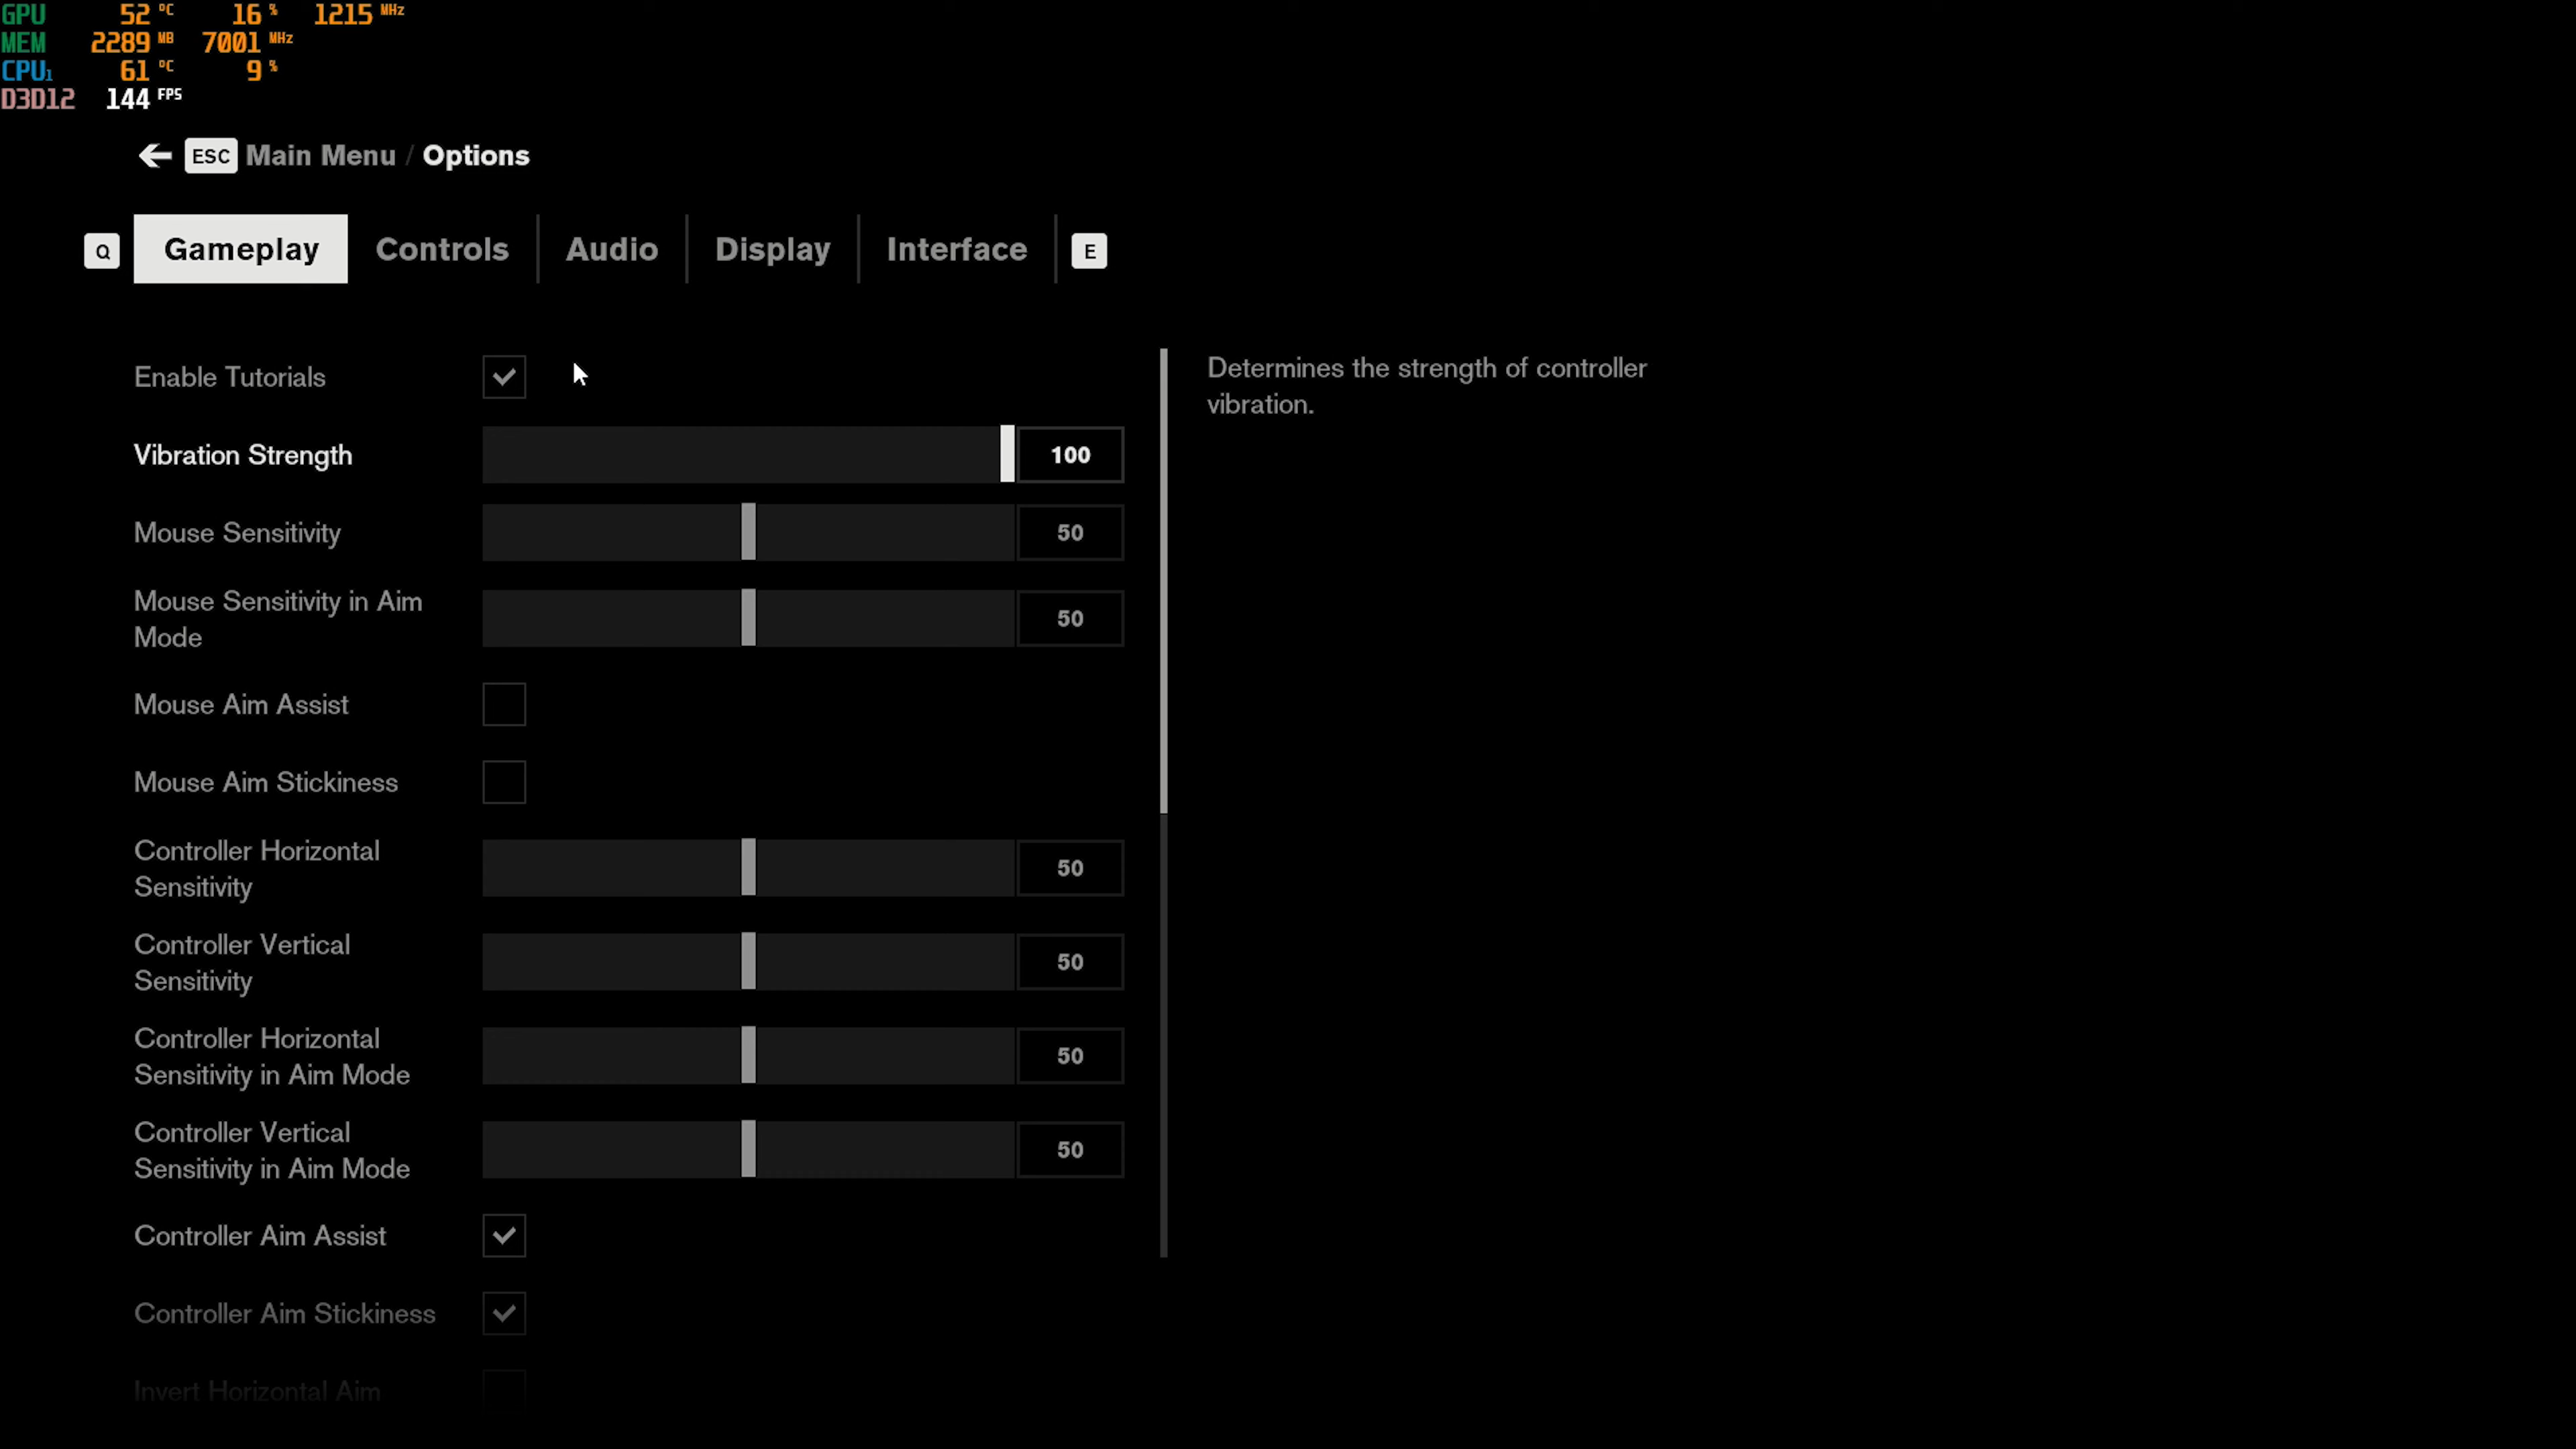 GPU 52 °C 16 % 1215 MHz
MEM 2289 MB 7001 MHz
CPU1 61 °C 9 %
D3D12 144 FPS
ESC Main Menu / Options
Q Gameplay Controls Audio Display Interface E
Enable Tutorials
Determines the strength of controller
vibration.
Vibration Strength 100
Mouse Sensitivity 50
Mouse Sensitivity in Aim
Mode 50
Mouse Aim Assist
Mouse Aim Stickiness
Controller Horizontal
Sensitivity 50
Controller Vertical
Sensitivity 50
Controller Horizontal
Sensitivity in Aim Mode 50
Controller Vertical
Sensitivity in Aim Mode 50
Controller Aim Assist
Controller Aim Stickiness
Invert Horizontal Aim